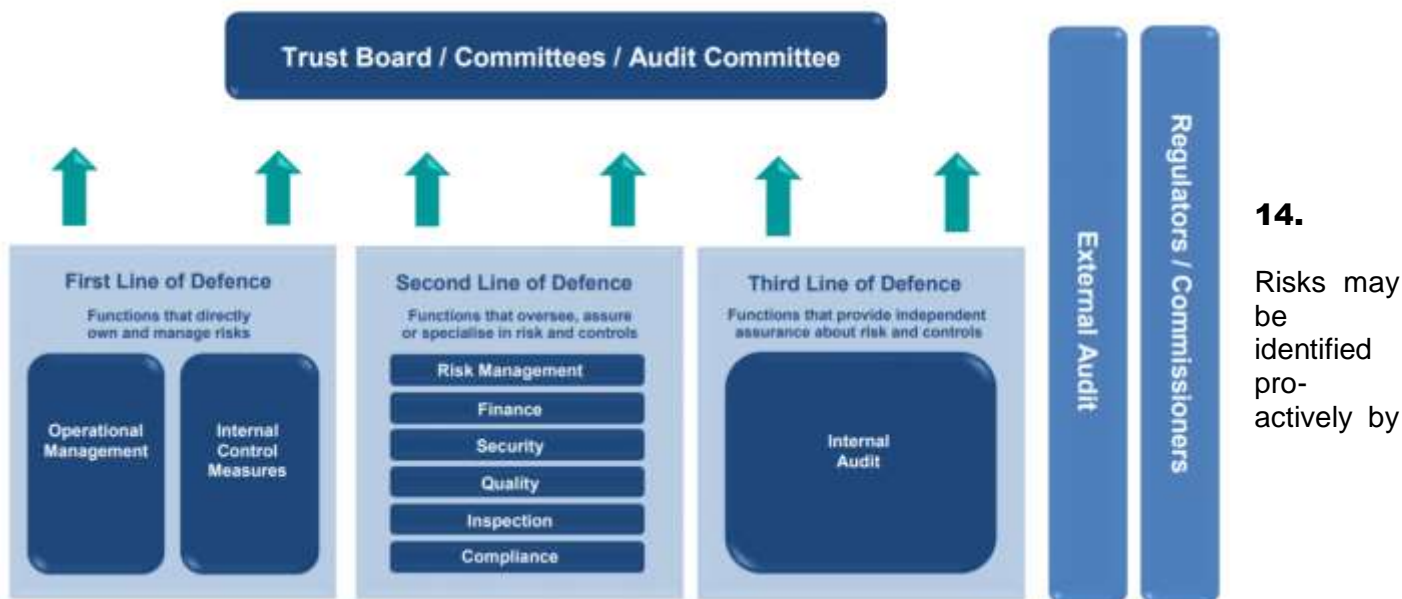 Trust Board / Committees / Audit Committee
First Line of Defence
Functions that directly
own and manage risks
Operational
Management
Internal
Control
Measures
Second Line of Defence
Functions that oversee, assure
or specialise in risk and controls
Risk Management
Finance
Security
Quality
Inspection
Compliance
Third Line of Defence
Functions that provide independent
assurance about risk and controls
Internal
Audit
External Audit
Regulators / Commissioners
14.
Risks may
be
identified
pro-
actively by